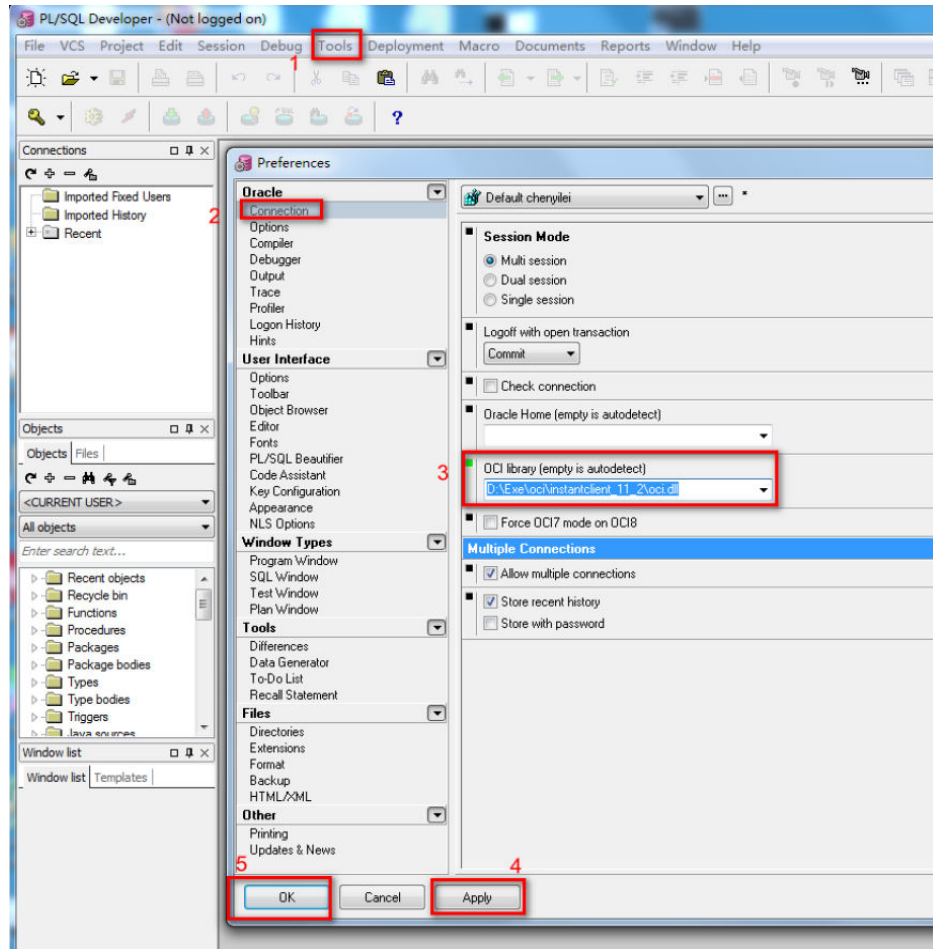 PL/SQL Developer - (Not logged on)
File VCS Project Edit Session Debug Tools Deployment Macro Documents Reports Window Help
1
Connections
Imported Fixed Users
Imported History
Recent
2
Objects
Objects Files
<CURRENT USER>
All objects
Enter search text...
Recent objects
Recycle bin
Functions
Procedures
Packages
Package bodies
Types
Type bodies
Triggers
Java sources
Window list
Window list Templates
Preferences
Oracle
Connection
Options
Compiler
Debugger
Output
Trace
Profiler
Logon History
Hints
User Interface
Options
Toolbar
Object Browser
Editor
Fonts
PL/SQL Beautifier
Code Assistant
Key Configuration
Appearance
NLS Options
Window Types
Program Window
SQL Window
Test Window
Plan Window
Tools
Differences
Data Generator
To-Do List
Recall Statement
Files
Directories
Extensions
Format
Backup
HTML/XML
Other
Printing
Updates & News
Default chenyilei
Session Mode
Multi session
Dual session
Single session
Logoff with open transaction
Commit
Check connection
Oracle Home (empty is autodetect)
3
OCI library (empty is autodetect)
D:\Exe\oci\instantclient_11_2\oci.dll
Force OCI7 mode on OCI8
Multiple Connections
Allow multiple connections
Store recent history
Store with password
5
4
OK Cancel Apply